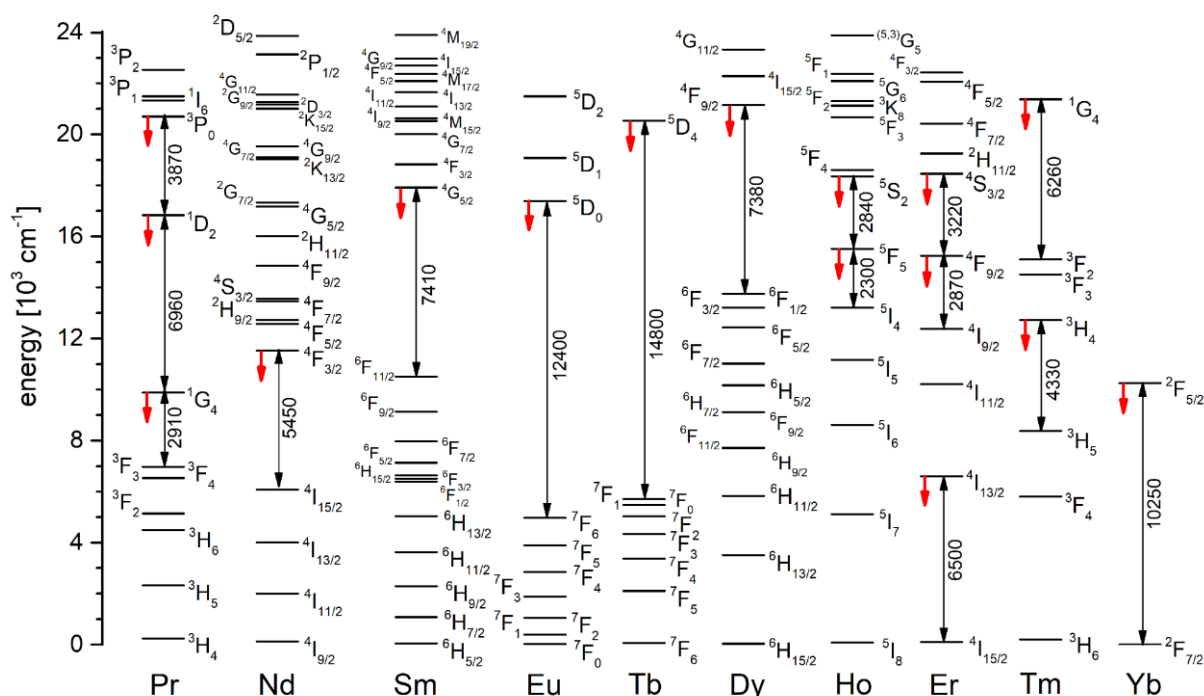 energy [10³ cm⁻¹]
24
20
16
12
8
4
0
³P₂
³P₁
¹I₆
³P₀
3870
¹D₂
6960
¹G₄
2910
³F₃
³F₄
³F₂
³H₆
³H₅
³H₄
Pr
²D₅/₂
²P₁/₂
⁴G₁₁/₂
²G₉/₂
²D₃/₂
²K₁₅/₂
⁴G₉/₂
⁴G₇/₂
²K₁₃/₂
²G₇/₂
⁴G₅/₂
²H₁₁/₂
⁴F₉/₂
⁴S₃/₂
⁴F₇/₂
²H₉/₂
⁴F₅/₂
⁴F₃/₂
5450
⁴I₁₅/₂
⁴I₁₃/₂
⁴I₁₁/₂
⁴I₉/₂
Nd
⁴M₁₉/₂
⁴G₉/₂
⁴I₁₅/₂
⁴F₅/₂
⁴M₁₇/₂
⁴I₁₁/₂
⁴I₁₃/₂
⁴I₉/₂
⁴M₁₅/₂
⁴G₇/₂
⁴F₃/₂
⁴G₅/₂
7410
⁶F₁₁/₂
⁶F₉/₂
⁶F₇/₂
⁶F₅/₂
⁶H₁₅/₂
⁶F₃/₂
⁶F₁/₂
⁶H₁₃/₂
⁶H₁₁/₂
⁶H₉/₂
⁶H₇/₂
⁶H₅/₂
Sm
⁵D₂
⁵D₁
⁵D₀
12400
⁷F₆
⁷F₅
⁷F₄
⁷F₃
⁷F₂
⁷F₁
⁷F₀
Eu
⁵D₄
14800
⁷F₁
⁷F₀
⁷F₂
⁷F₃
⁷F₄
⁷F₅
⁷F₆
Tb
⁴G₁₁/₂
⁴I₁₅/₂
⁴F₉/₂
7380
⁶F₃/₂
⁶F₁/₂
⁶F₅/₂
⁶F₇/₂
⁶H₅/₂
⁶H₇/₂
⁶F₉/₂
⁶F₁₁/₂
⁶H₉/₂
⁶H₁₁/₂
⁶H₁₃/₂
⁶H₁₅/₂
Dy
⁽⁵,³⁾G₅
⁵F₁
⁵G₆
⁵F₂
³K₈
⁵F₃
⁵F₄
⁵S₂
2840
⁵F₅
2300
⁵I₄
⁵I₅
⁵I₆
⁵I₇
⁵I₈
Ho
⁴F₃/₂
⁴F₅/₂
⁴F₇/₂
²H₁₁/₂
⁴S₃/₂
3220
⁴F₉/₂
2870
⁴I₉/₂
⁴I₁₁/₂
⁴I₁₃/₂
6500
⁴I₁₅/₂
Er
¹G₄
6260
³F₂
³F₃
³H₄
4330
³H₅
³F₄
³H₆
Tm
²F₅/₂
10250
²F₇/₂
Yb